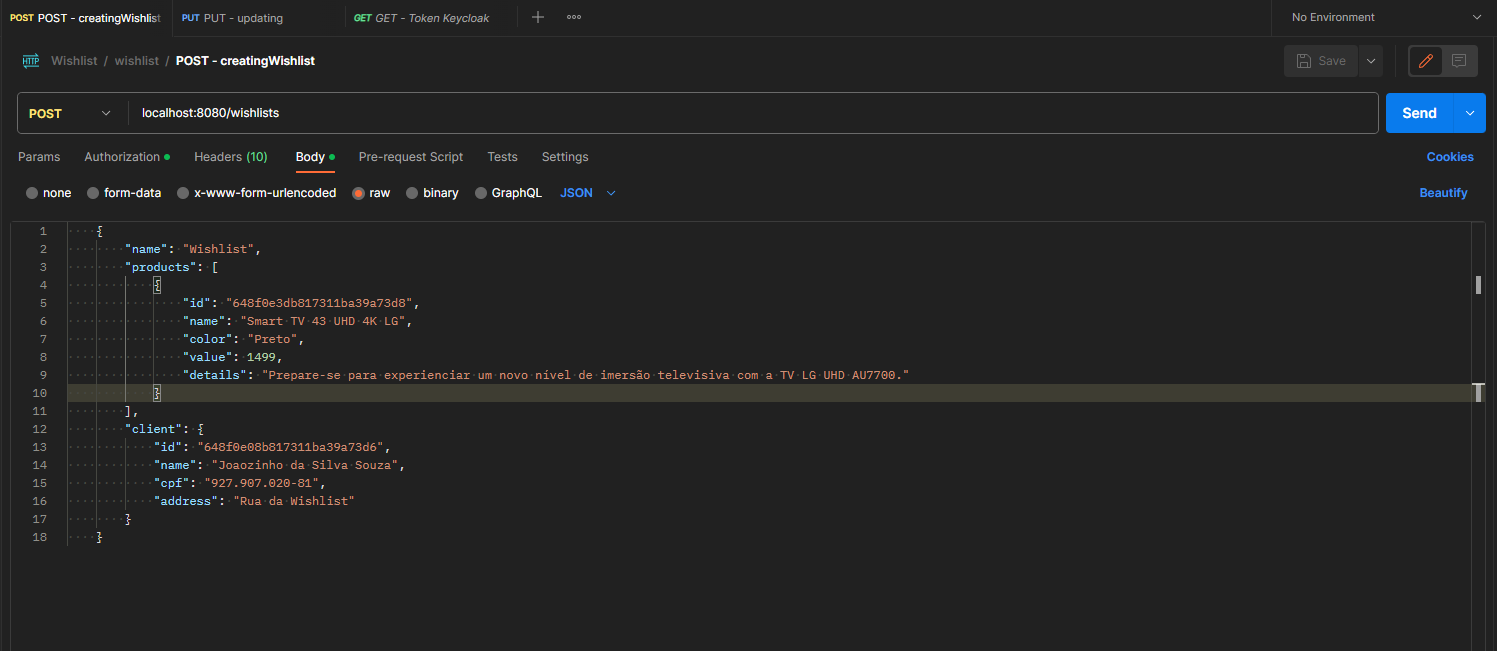 POST POST - creatingWishlist PUT PUT - updating GET GET - Token Keycloak No Environment
HTTP Wishlist / wishlist / POST - creatingWishlist Save
POST localhost:8080/wishlists Send
Params Authorization Headers (10) Body Pre-request Script Tests Settings Cookies
none form-data x-www-form-urlencoded raw binary GraphQL JSON Beautify
1 {
2 "name": "Wishlist",
3 "products": [
4 {
5 "id": "648f0e3db817311ba39a73d8",
6 "name": "Smart TV 43 UHD 4K LG",
7 "color": "Preto",
8 "value": 1499,
9 "details": "Prepare-se para experienciar um novo nível de imersão televisiva com a TV LG UHD AU7700."
10 }
11 ],
12 "client": {
13 "id": "648f0e08b817311ba39a73d6",
14 "name": "Joaozinho da Silva Souza",
15 "cpf": "927.907.020-81",
16 "address": "Rua da Wishlist"
17 }
18 }